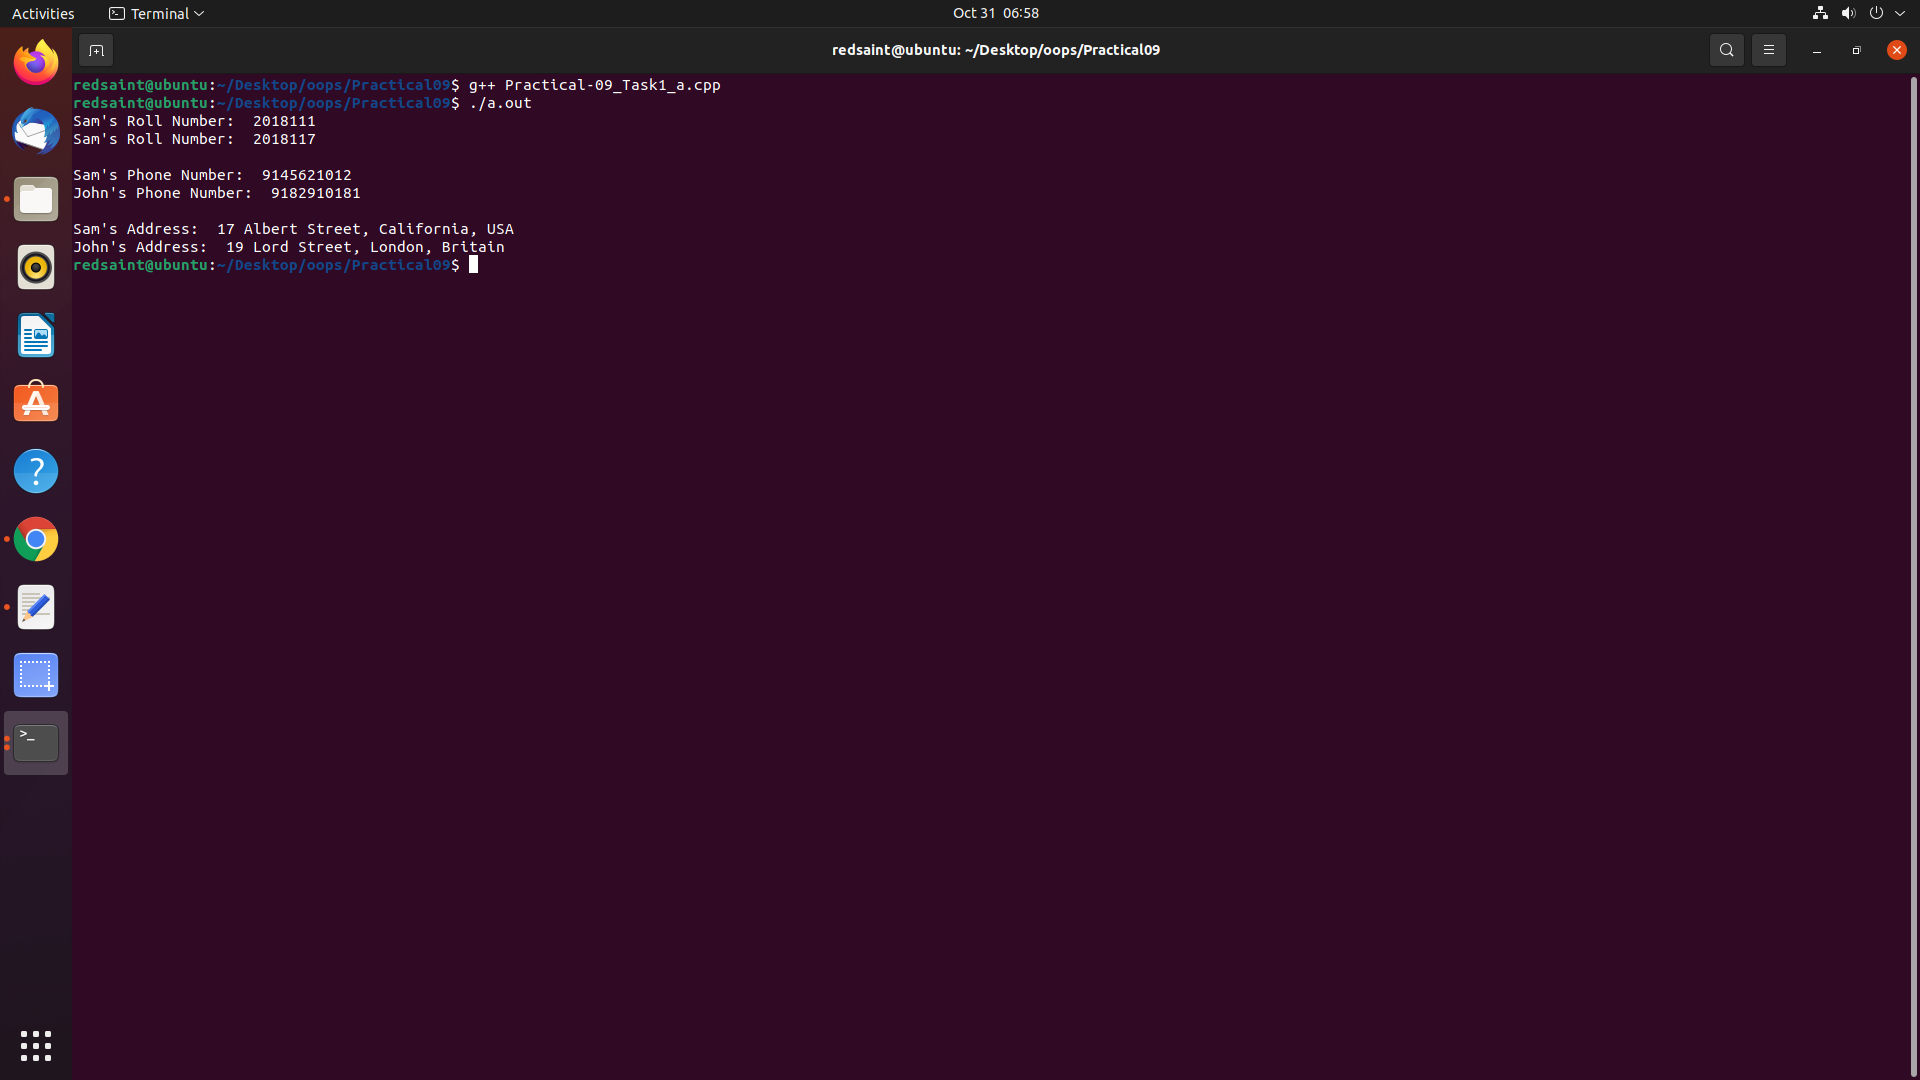 Activities
Terminal
Oct 31 06:58
redsaint@ubuntu: ~/Desktop/oops/Practical09
redsaint@ubuntu:~/Desktop/oops/Practical09$ g++ Practical-09_Task1_a.cpp
redsaint@ubuntu:~/Desktop/oops/Practical09$ ./a.out
Sam's Roll Number:  2018111
Sam's Roll Number:  2018117
Sam's Phone Number:  9145621012
John's Phone Number:  9182910181
Sam's Address:  17 Albert Street, California, USA
John's Address:  19 Lord Street, London, Britain
redsaint@ubuntu:~/Desktop/oops/Practical09$